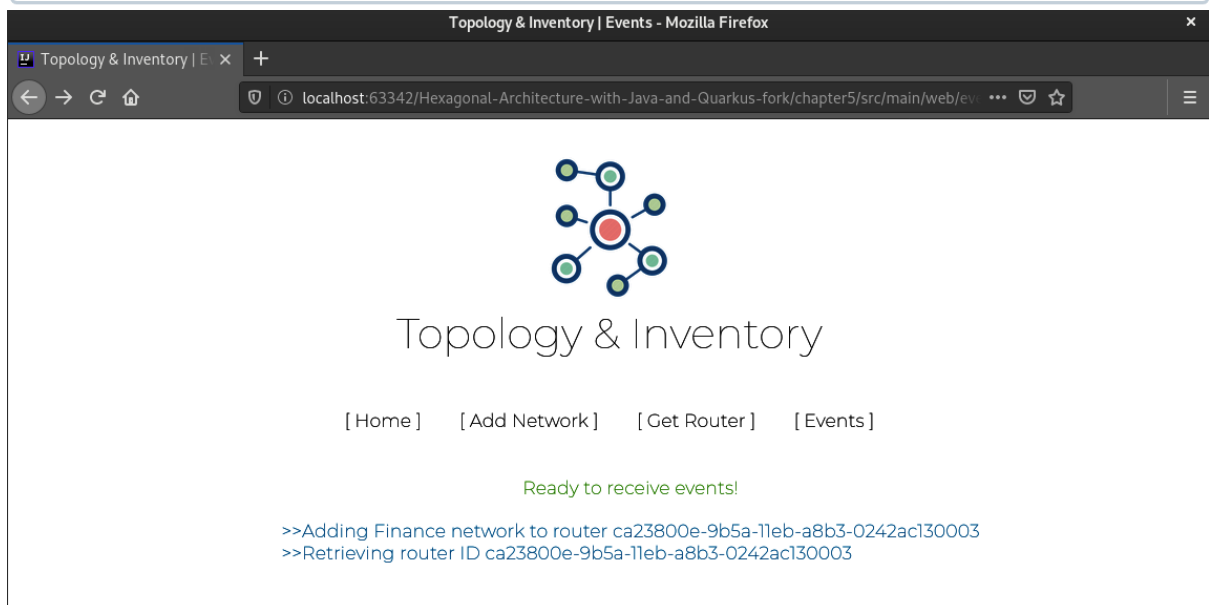 Topology & Inventory | Events - Mozilla Firefox
Topology & Inventory | E
localhost:63342/Hexagonal-Architecture-with-Java-and-Quarkus-fork/chapter5/src/main/web/ev
Topology & Inventory
[ Home ] [ Add Network ] [ Get Router ] [ Events ]
Ready to receive events!
>>Adding Finance network to router ca23800e-9b5a-11eb-a8b3-0242ac130003
>>Retrieving router ID ca23800e-9b5a-11eb-a8b3-0242ac130003